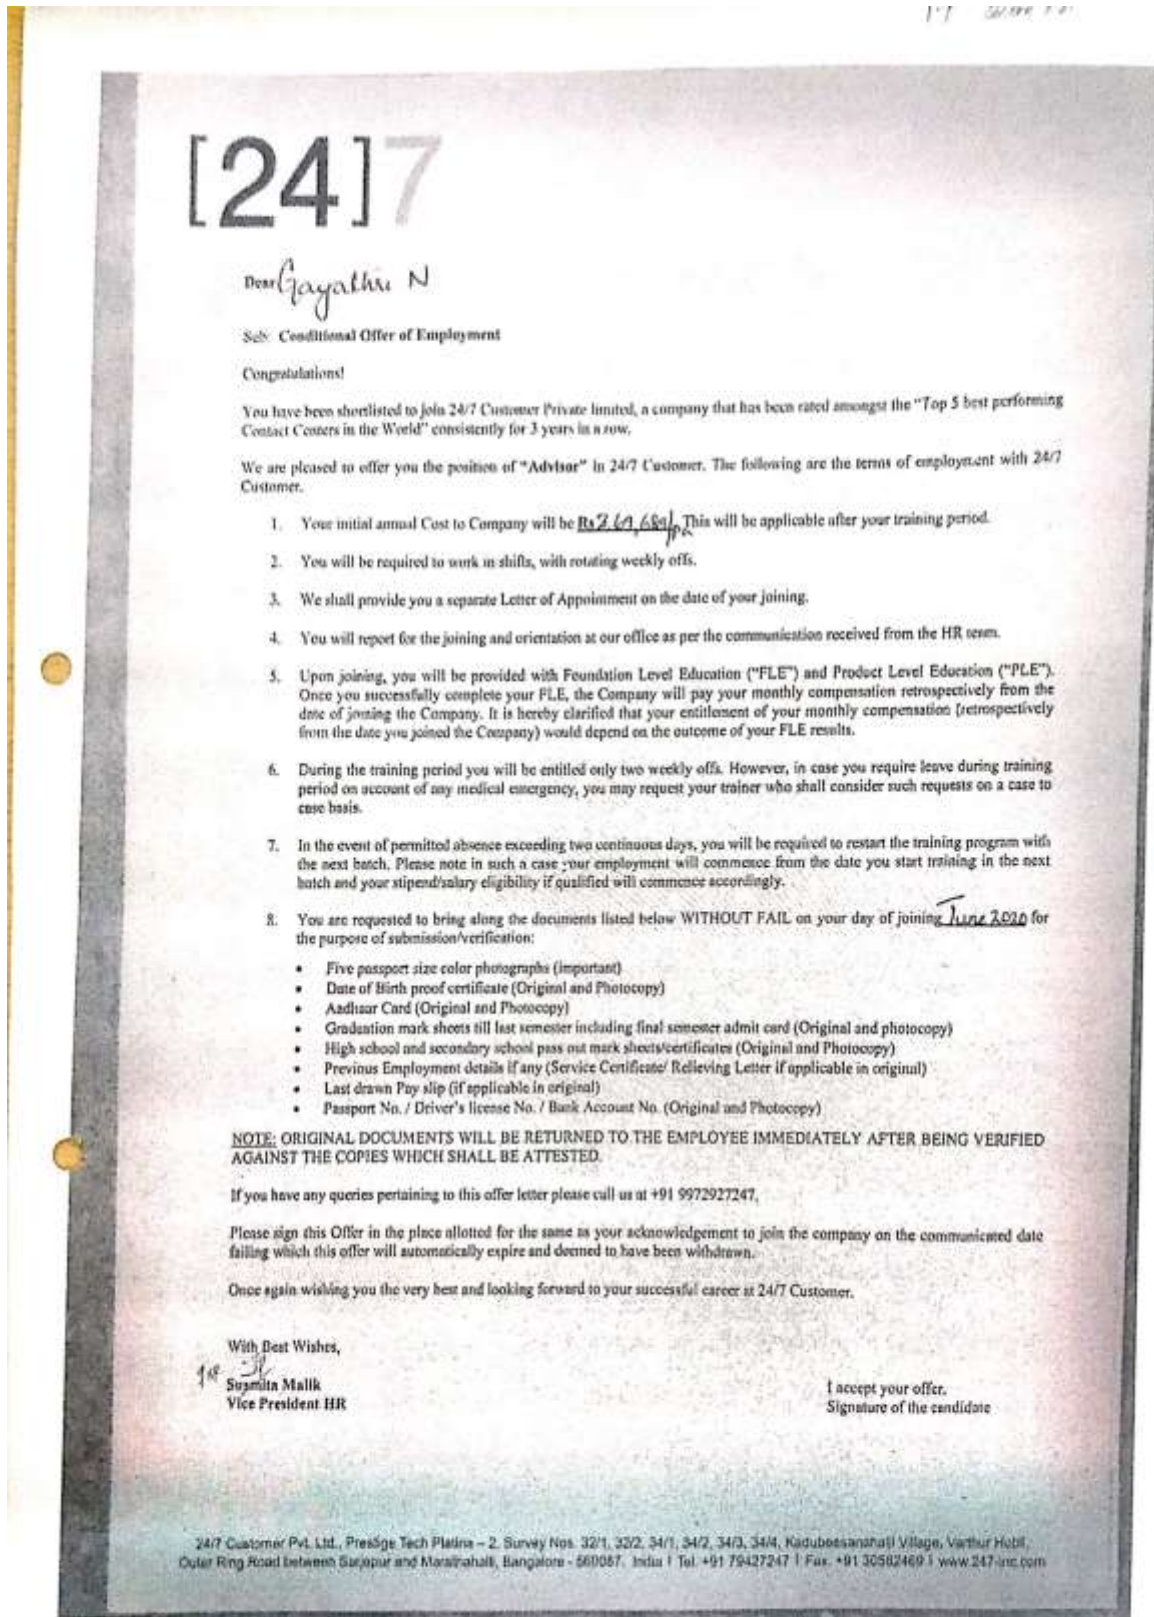 [24]7
Dear Gayathri N
Sub: Conditional Offer of Employment
Congratulations!
You have been shortlisted to join 24/7 Customer Private limited, a company that has been rated amongst the “Top 5 best performing
Contact Centers in the World” consistently for 3 years in a row.
We are pleased to offer you the position of “Advisor” in 24/7 Customer. The following are the terms of employment with 24/7
Customer.
1. Your initial annual Cost to Company will be Rs This will be applicable after your training period.
2. You will be required to work in shifts, with rotating weekly offs.
3. We shall provide you a separate Letter of Appointment on the date of your joining.
4. You will report for the joining and orientation at our office as per the communication received from the HR team.
5. Upon joining, you will be provided with Foundation Level Education (“FLE”) and Product Level Education (“PLE”).
Once you successfully complete your FLE, the Company will pay your monthly compensation retrospectively from the
date of joining the Company. It is hereby clarified that your entitlement of your monthly compensation (retrospectively
from the date you joined the Company) would depend on the outcome of your FLE results.
6. During the training period you will be entitled only two weekly offs. However, in case you require leave during training
period on account of any medical emergency, you may request your trainer who shall consider such requests on a case to
case basis.
7. In the event of permitted absence exceeding two continuous days, you will be required to restart the training program with
the next batch. Please note in such a case your employment will commence from the date you start training in the next
batch and your stipend/salary eligibility if qualified will commence accordingly.
8. You are requested to bring along the documents listed below WITHOUT FAIL on your day of joining June 2020 for
the purpose of submission/verification:
• Five passport size color photographs (important)
• Date of Birth proof certificate (Original and Photocopy)
• Aadhaar Card (Original and Photocopy)
• Graduation mark sheets till last semester including final semester admit card (Original and photocopy)
• High school and secondary school pass out mark sheets/certificates (Original and Photocopy)
• Previous Employment details if any (Service Certificate/ Relieving Letter if applicable in original)
• Last drawn Pay slip (if applicable in original)
• Passport No. / Driver's license No. / Bank Account No. (Original and Photocopy)
NOTE: ORIGINAL DOCUMENTS WILL BE RETURNED TO THE EMPLOYEE IMMEDIATELY AFTER BEING VERIFIED
AGAINST THE COPIES WHICH SHALL BE ATTESTED.
If you have any queries pertaining to this offer letter please call us at +91 9972927247.
Please sign this Offer in the place allotted for the same as your acknowledgement to join the company on the communicated date
failing which this offer will automatically expire and deemed to have been withdrawn.
Once again wishing you the very best and looking forward to your successful career at 24/7 Customer.
With Best Wishes,
Susmita Malik
Vice President HR
I accept your offer.
Signature of the candidate
24/7 Customer Pvt. Ltd., Prestige Tech Platina – 2, Survey Nos. 32/1, 33/2, 34/1, 34/2, 34/3, 34/4, Kadubeesanahalli Village, Varthur Hobli,
Outer Ring Road between Sarjapur and Marathahalli, Bangalore - 560087. India | Tel. +91 79427247 | Fax. +91 30582469 | www.247-inc.com